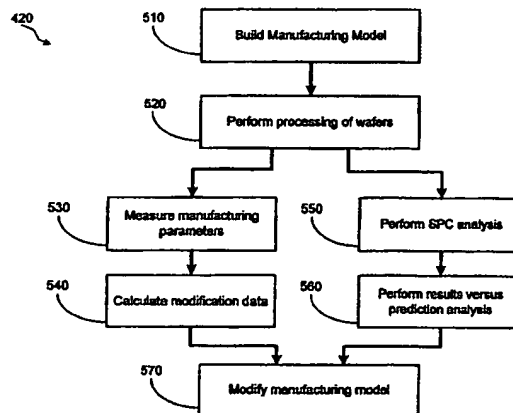 420
510
Build Manufacturing Model
520
Perform processing of wafers
530
Measure manufacturing
parameters
550
Perform SPC analysis
540
Calculate modification data
560
Perform results versus
prediction analysis
570
Modify manufacturing model